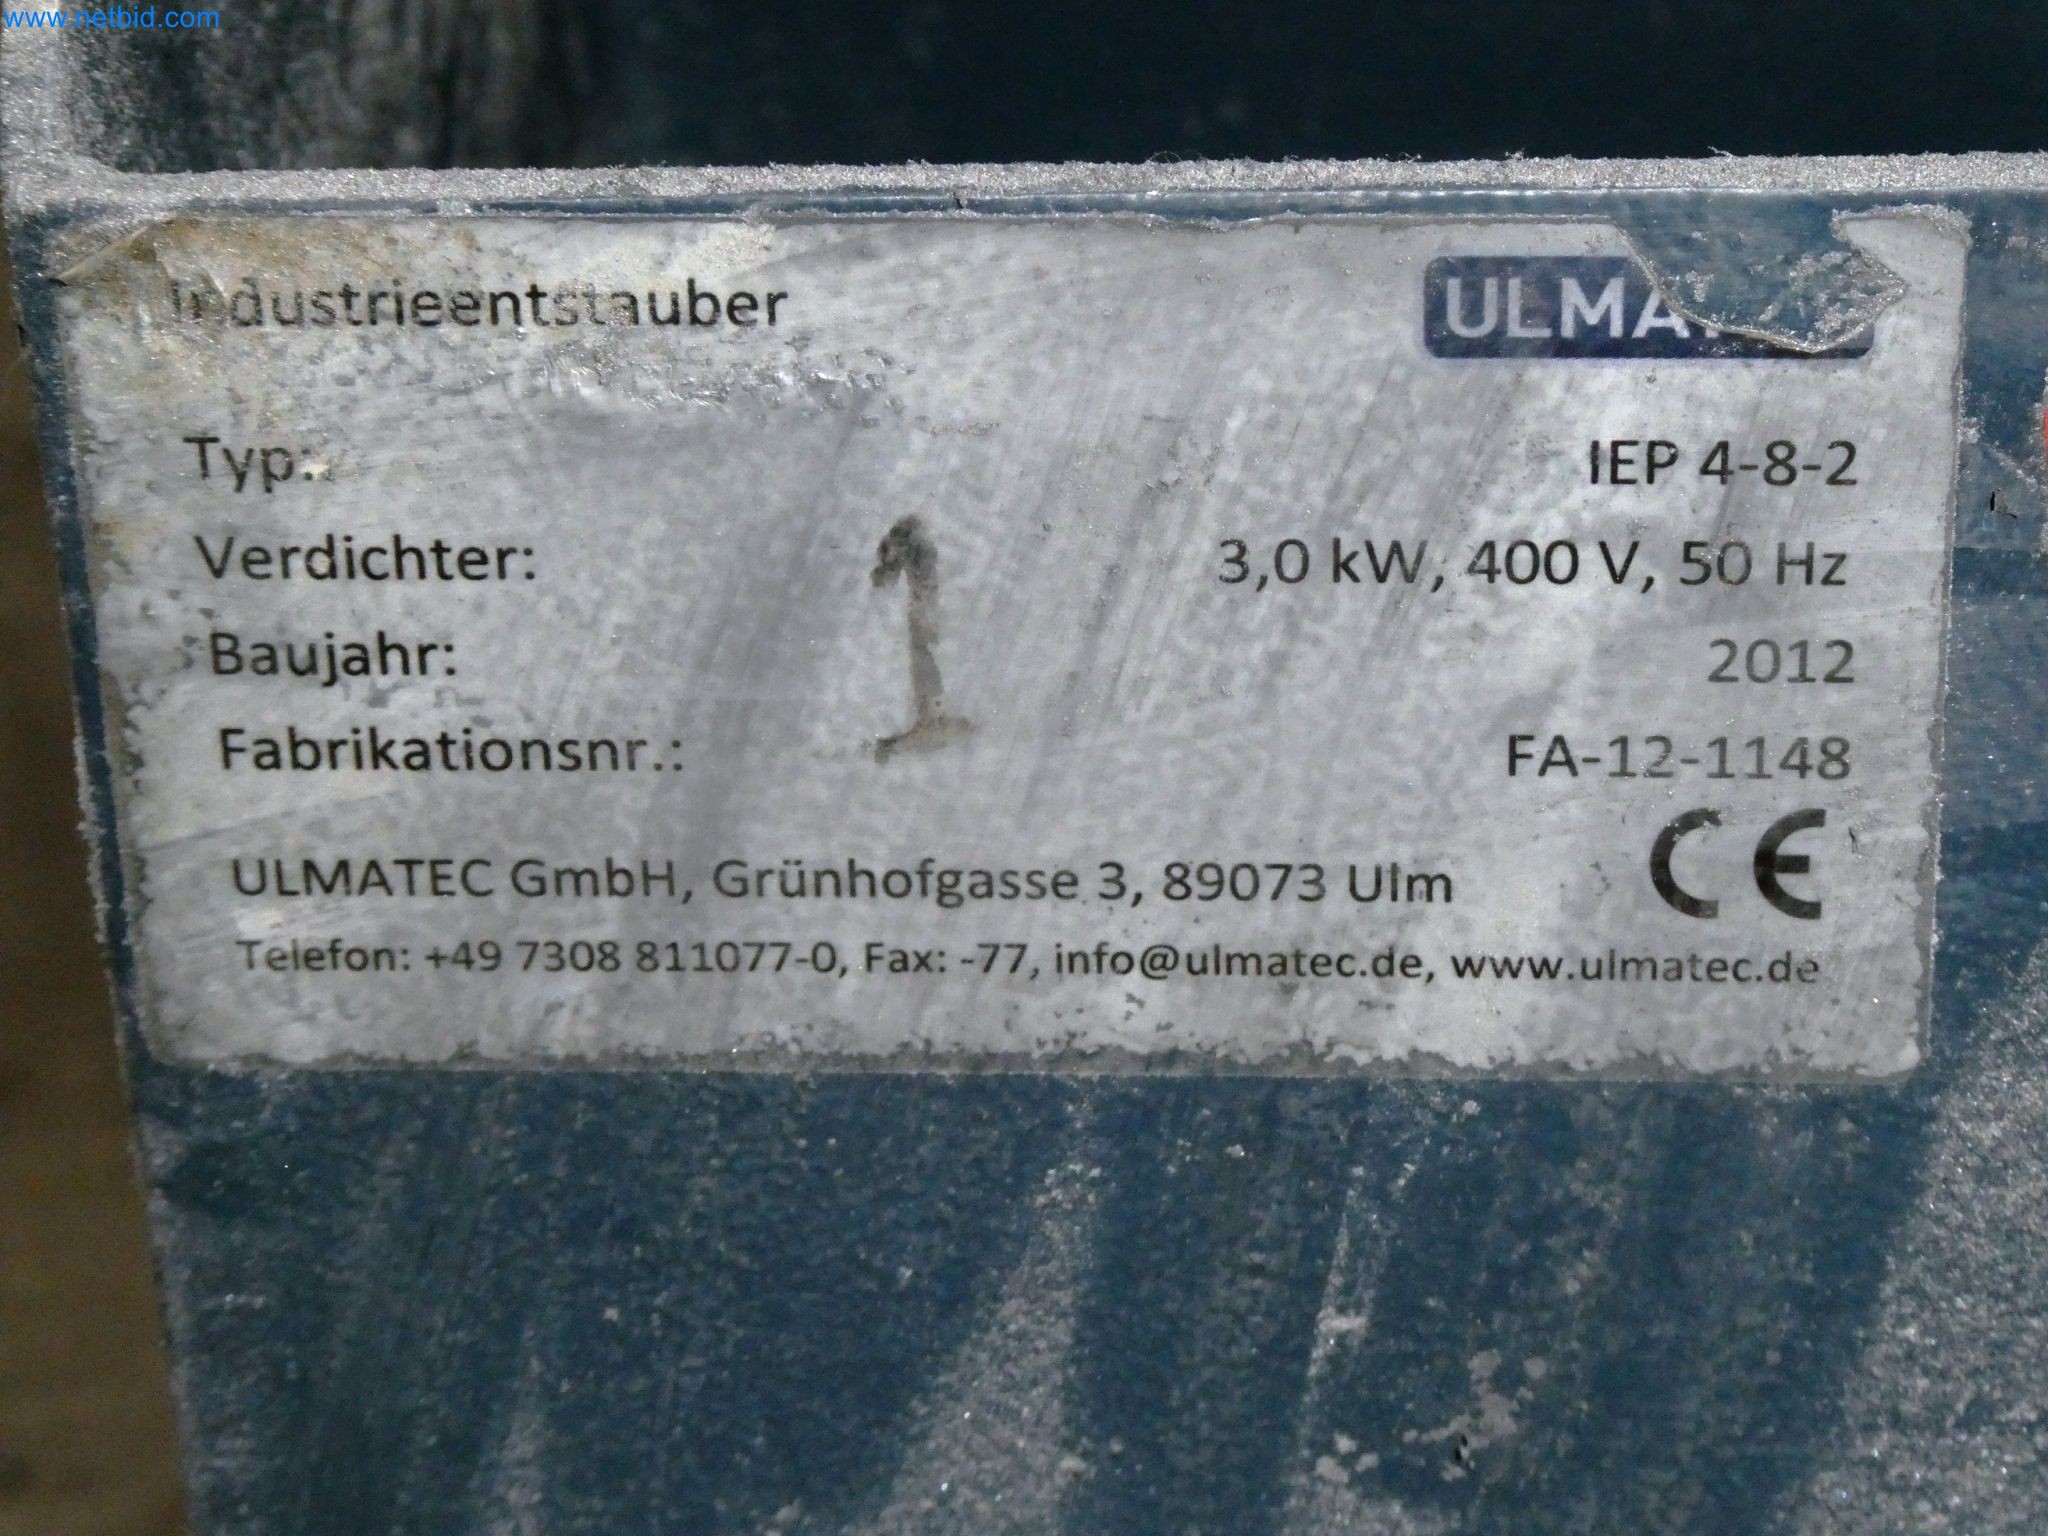 www.netbid.com
Industrieentstauber
ULMA
Typ: IEP 4-8-2
Verdichter: 3,0 kW, 400 V, 50 Hz
1
Baujahr: 2012
Fabrikationsnr.: FA-12-1148
CE
ULMATEC GmbH, Grünhofgasse 3, 89073 Ulm
Telefon: +49 7308 811077-0, Fax: -77, info@ulmatec.de, www.ulmatec.de